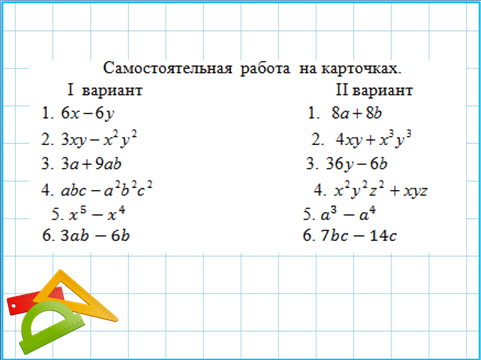 Самостоятельная работа на карточках.
I вариант II вариант
1. 6x − 6y 1. 8a + 8b
2. 3xy − x²y² 2. 4xy + x³y³
3. 3a + 9ab 3. 36y − 6b
4. abc − a²b²c² 4. x²y²z² + xyz
5. x⁵ − x⁴ 5. a³ − a⁴
6. 3ab − 6b 6. 7bc − 14c